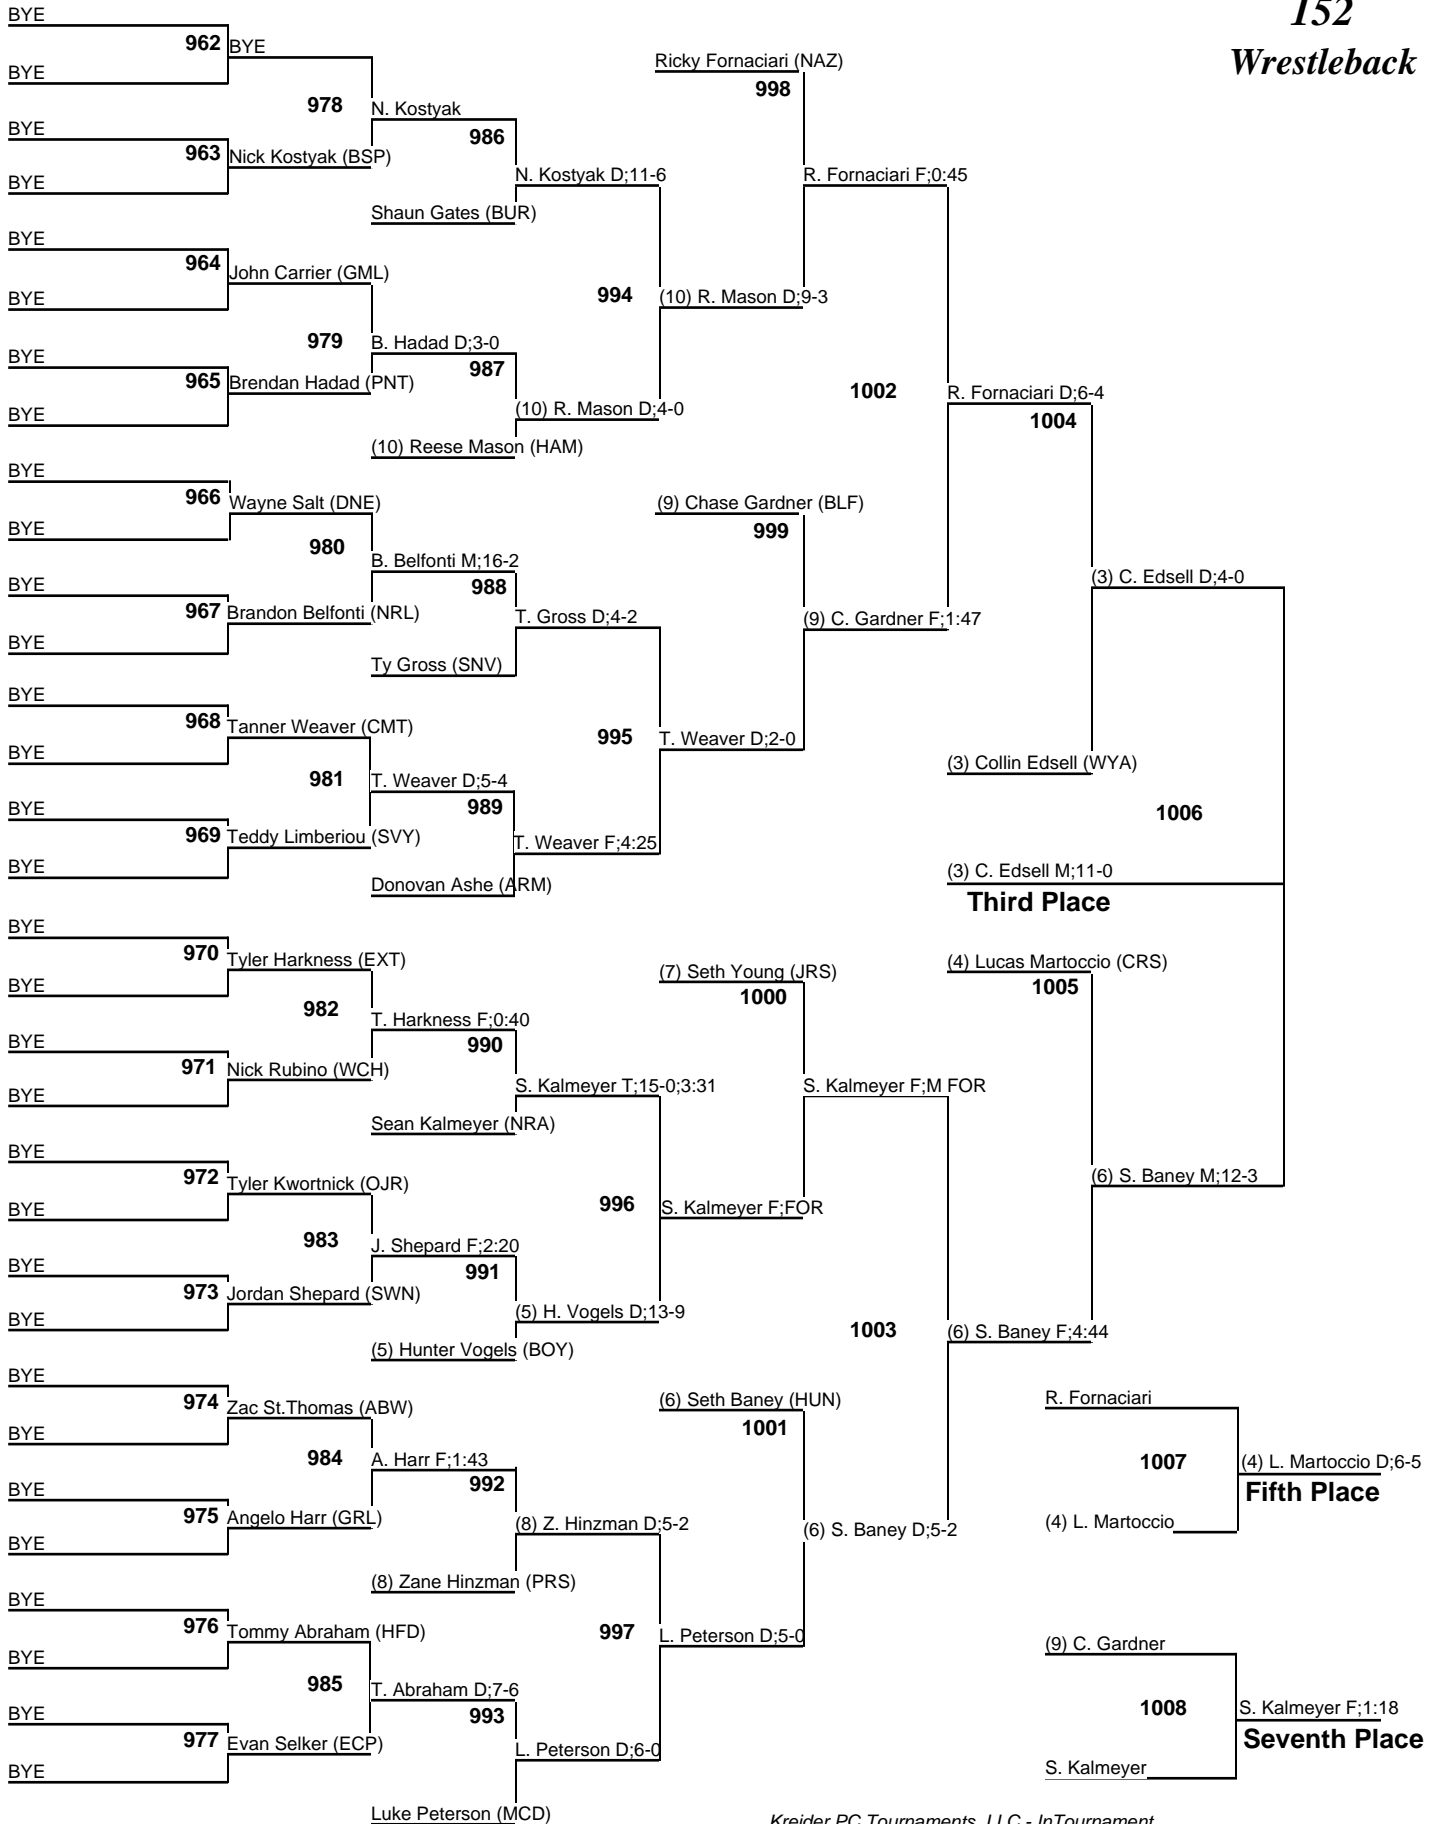 152
Wrestleback
BYE
962 BYE
BYE
978 N. Kostyak
986
BYE
963 Nick Kostyak (BSP)
BYE
N. Kostyak D;11-6
Shaun Gates (BUR)
BYE
964 John Carrier (GML)
BYE
994 (10) R. Mason D;9-3
979 B. Hadad D;3-0
987
BYE
965 Brendan Hadad (PNT)
BYE
(10) R. Mason D;4-0
(10) Reese Mason (HAM)
Ricky Fornaciari (NAZ)
998
R. Fornaciari F;0:45
1002 R. Fornaciari D;6-4
1004
BYE
966 Wayne Salt (DNE)
BYE
980 B. Belfonti M;16-2
988
BYE
967 Brandon Belfonti (NRL)
BYE
T. Gross D;4-2
Ty Gross (SNV)
(9) Chase Gardner (BLF)
999
(9) C. Gardner F;1:47
BYE
968 Tanner Weaver (CMT)
BYE
995 T. Weaver D;2-0
981 T. Weaver D;5-4
989
BYE
969 Teddy Limberiou (SVY)
BYE
T. Weaver F;4:25
Donovan Ashe (ARM)
(3) C. Edsell D;4-0
(3) Collin Edsell (WYA)
1006
(3) C. Edsell M;11-0
Third Place
BYE
970 Tyler Harkness (EXT)
BYE
982 T. Harkness F;0:40
990
BYE
971 Nick Rubino (WCH)
BYE
S. Kalmeyer T;15-0;3:31
Sean Kalmeyer (NRA)
(7) Seth Young (JRS)
1000
S. Kalmeyer F;M FOR
(4) Lucas Martoccio (CRS)
1005
(6) S. Baney M;12-3
BYE
972 Tyler Kwortnick (OJR)
BYE
996 S. Kalmeyer F;FOR
983 J. Shepard F;2:20
991
BYE
973 Jordan Shepard (SWN)
BYE
(5) H. Vogels D;13-9
(5) Hunter Vogels (BOY)
1003 (6) S. Baney F;4:44
BYE
974 Zac St.Thomas (ABW)
BYE
984 A. Harr F;1:43
992
BYE
975 Angelo Harr (GRL)
BYE
(8) Z. Hinzman D;5-2
(8) Zane Hinzman (PRS)
(6) Seth Baney (HUN)
1001
(6) S. Baney D;5-2
R. Fornaciari
1007 (4) L. Martoccio D;6-5
Fifth Place
(4) L. Martoccio
BYE
976 Tommy Abraham (HFD)
BYE
997 L. Peterson D;5-0
985 T. Abraham D;7-6
993
BYE
977 Evan Selker (ECP)
BYE
L. Peterson D;6-0
Luke Peterson (MCD)
(9) C. Gardner
1008 S. Kalmeyer F;1:18
Seventh Place
S. Kalmeyer
Kreider PC Tournaments, LLC - InTournament